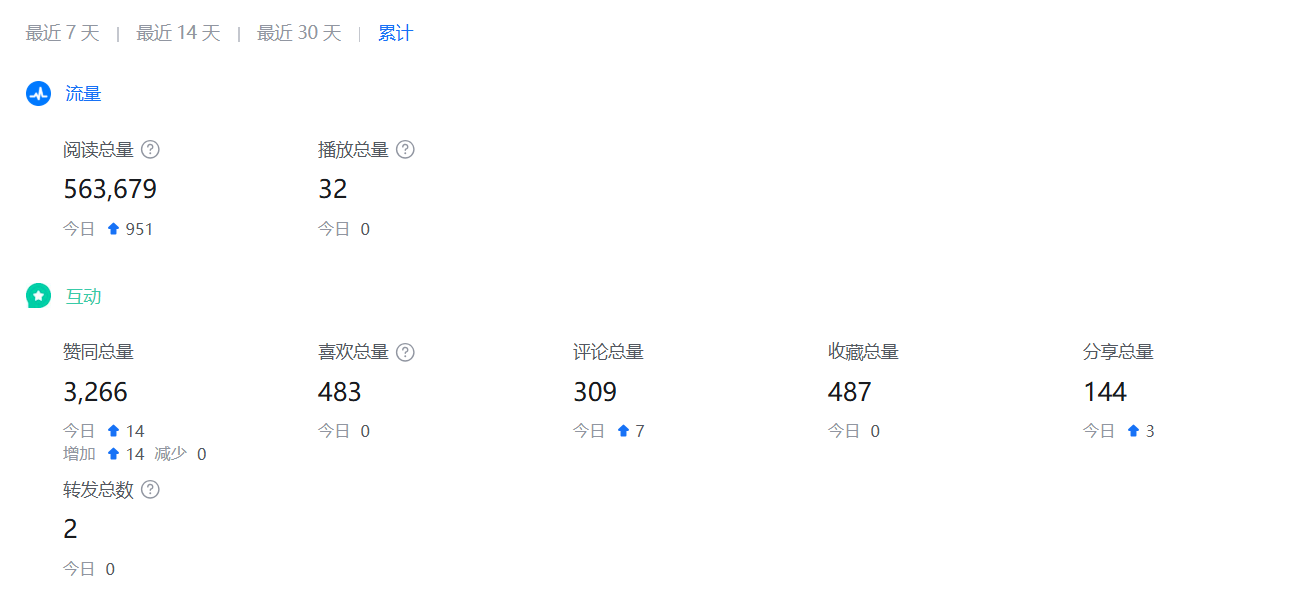 最近 7 天 | 最近 14 天 | 最近 30 天 | 累计
流量
阅读总量 ? 播放总量 ?
563,679 32
今日 951 今日 0
互动
赞同总量 喜欢总量 ? 评论总量 收藏总量 分享总量
3,266 483 309 487 144
今日 14 今日 0 今日 7 今日 0 今日 3
增加 14 减少 0
转发总数 ?
2
今日 0